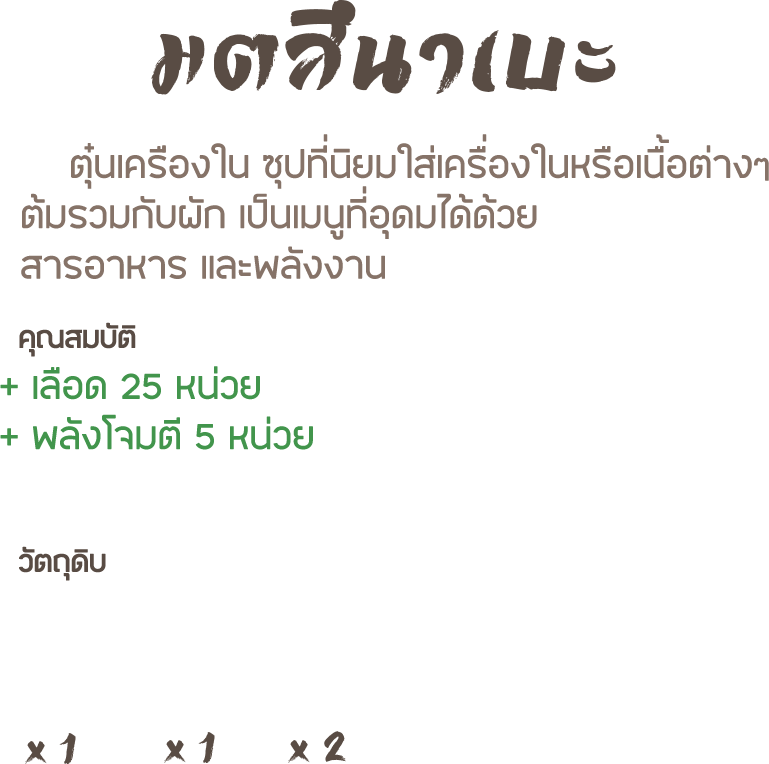 มตสึนาเบะ
ตุ๋นเครืองใน ซุปที่นิยมใส่เครื่องในหรือเนื้อต่างๆ
ต้มรวมกับผัก เป็นเมนูที่อุดมได้ด้วย
สารอาหาร และพลังงาน
คุณสมบัติ
+ เลือด 25 หน่วย
+ พลังโจมตี 5 หน่วย
วัตถุดิบ
x 1 x 1 x 2